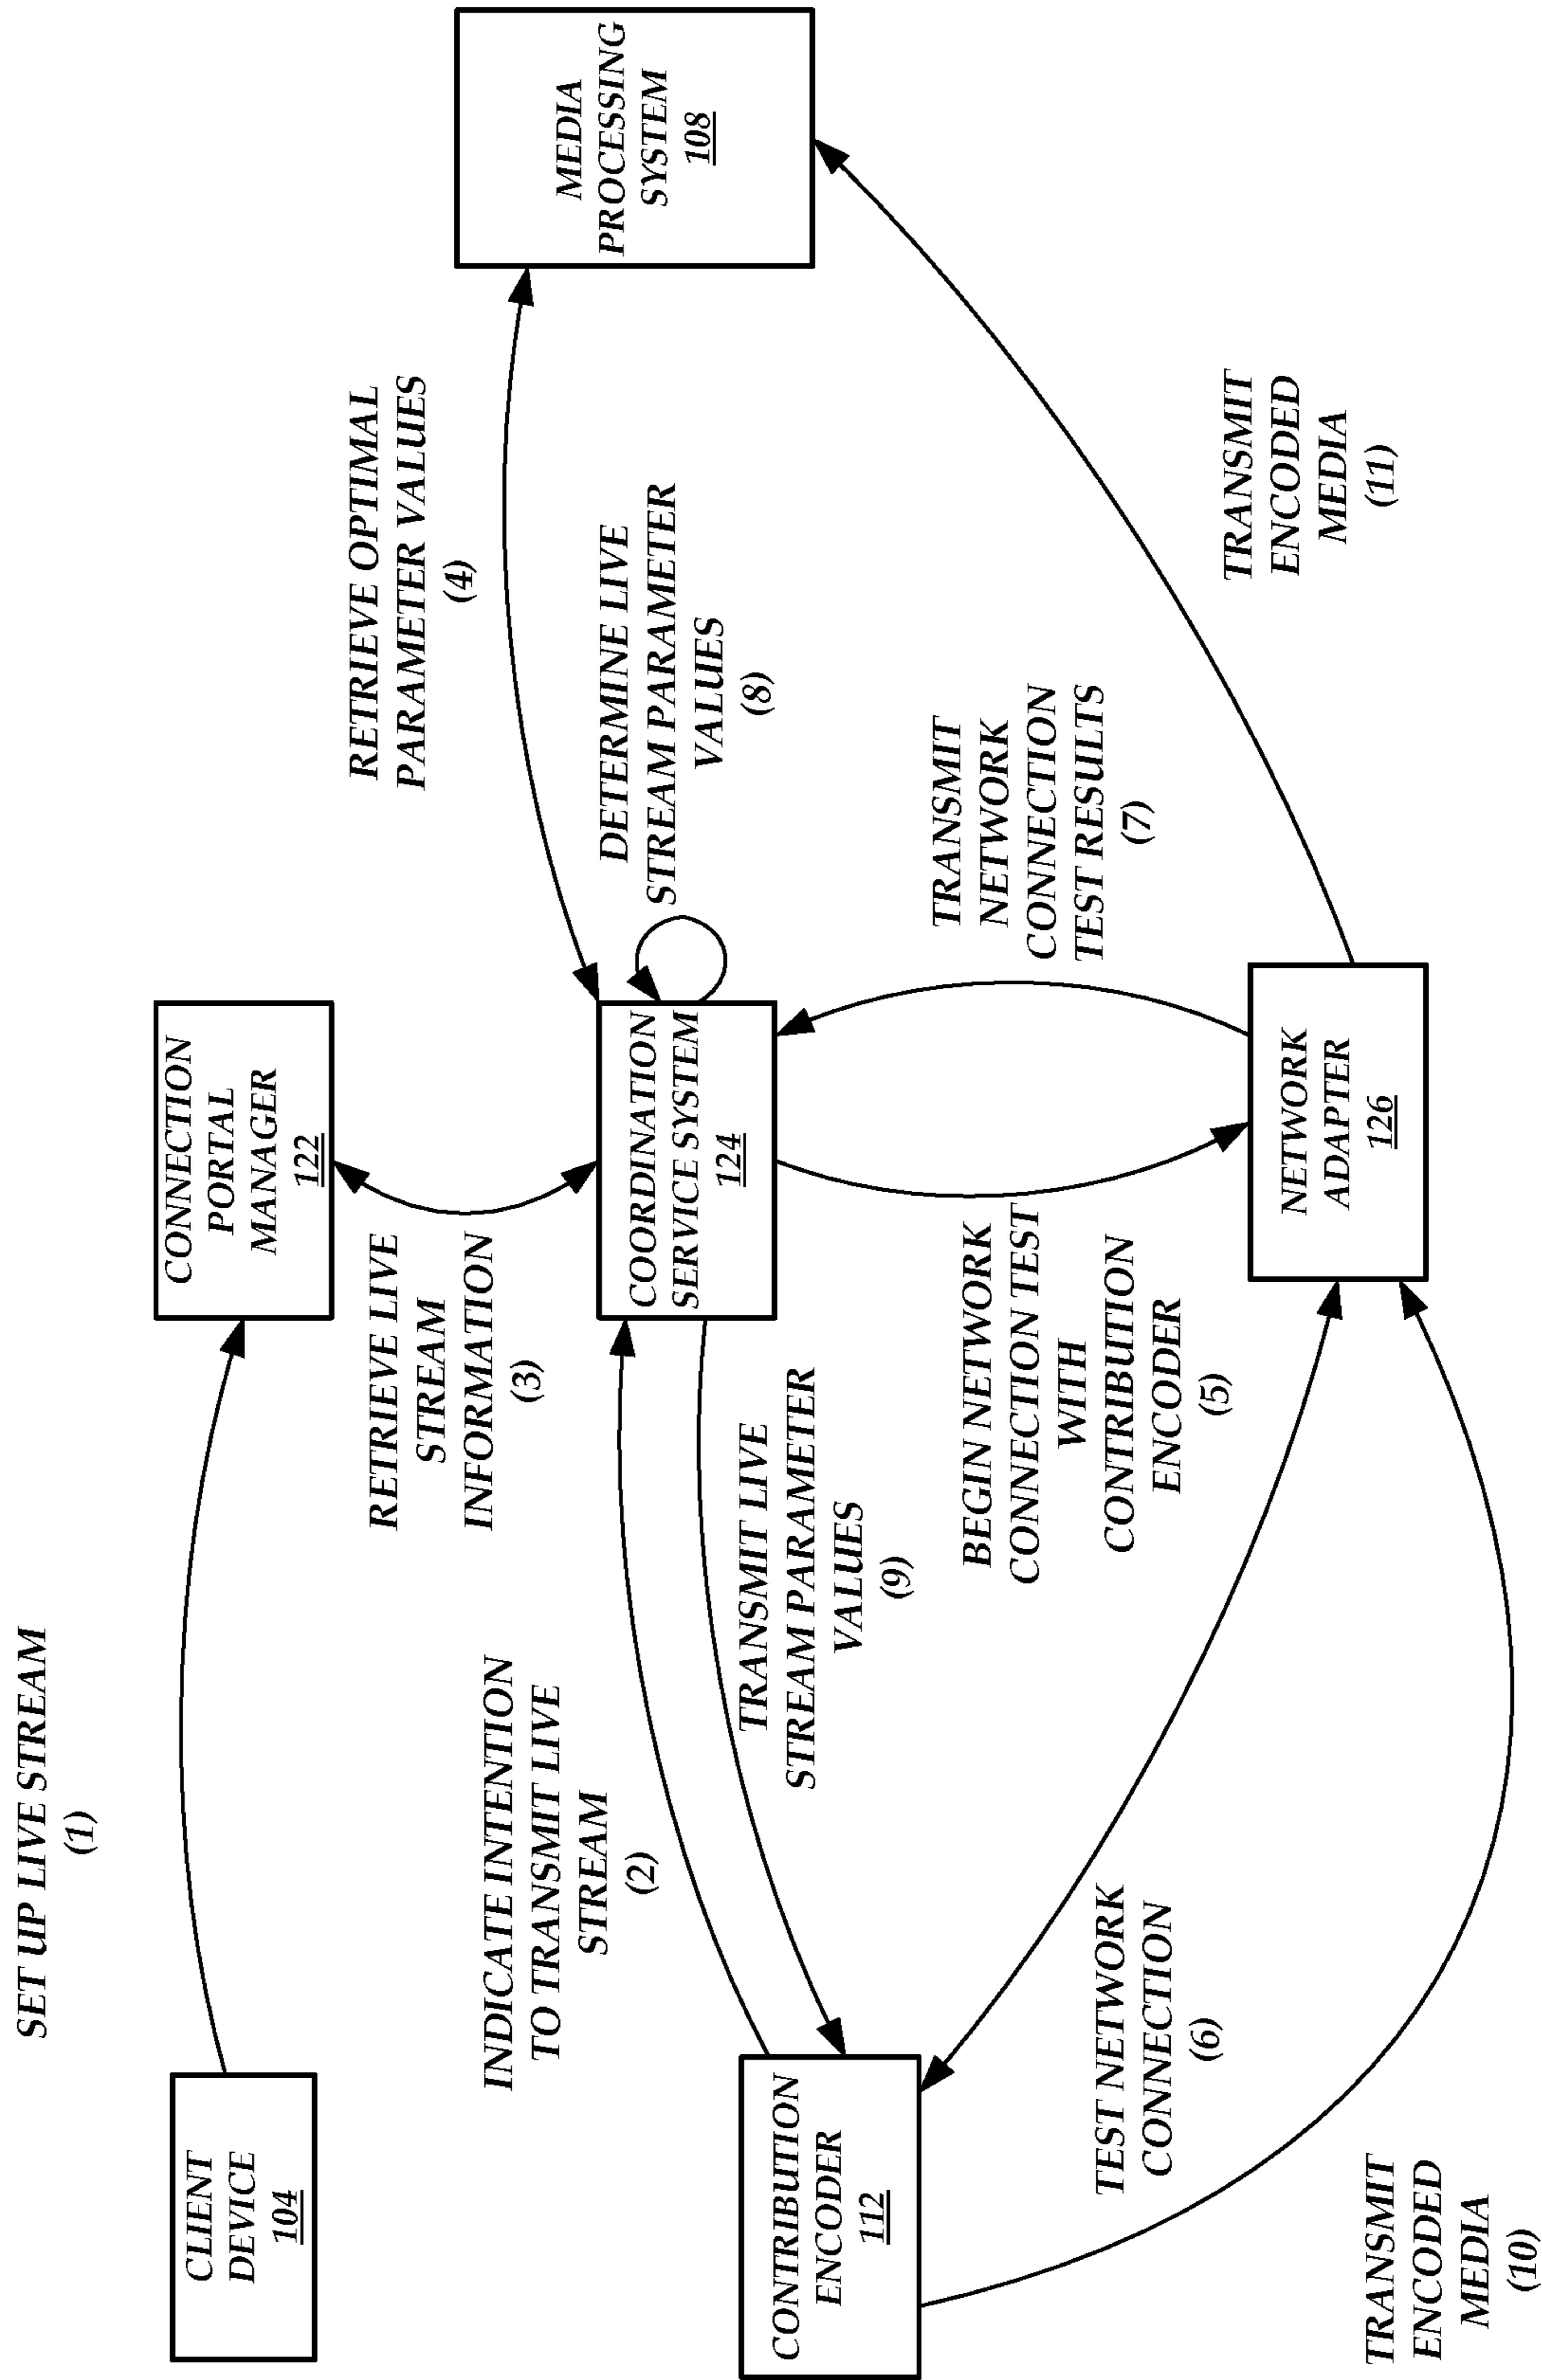 SET UP LIVE STREAM
(1)
CLIENT
DEVICE
104
CONNECTION
PORTAL
MANAGER
122
INDICATE INTENTION
TO TRANSMIT LIVE
STREAM
(2)
RETRIEVE LIVE
STREAM
INFORMATION
(3)
RETRIEVE OPTIMAL
PARAMETER VALUES
(4)
MEDIA
PROCESSING
SYSTEM
108
COORDINATION
SERVICE SYSTEM
124
DETERMINE LIVE
STREAM PARAMETER
VALUES
(8)
CONTRIBUTION
ENCODER
112
TRANSMIT LIVE
STREAM PARAMETER
VALUES
(9)
BEGIN NETWORK
CONNECTION TEST
WITH
CONTRIBUTION
ENCODER
(5)
TRANSMIT
NETWORK
CONNECTION
TEST RESULTS
(7)
TEST NETWORK
CONNECTION
(6)
NETWORK
ADAPTER
126
TRANSMIT
ENCODED
MEDIA
(11)
TRANSMIT
ENCODED
MEDIA
(10)